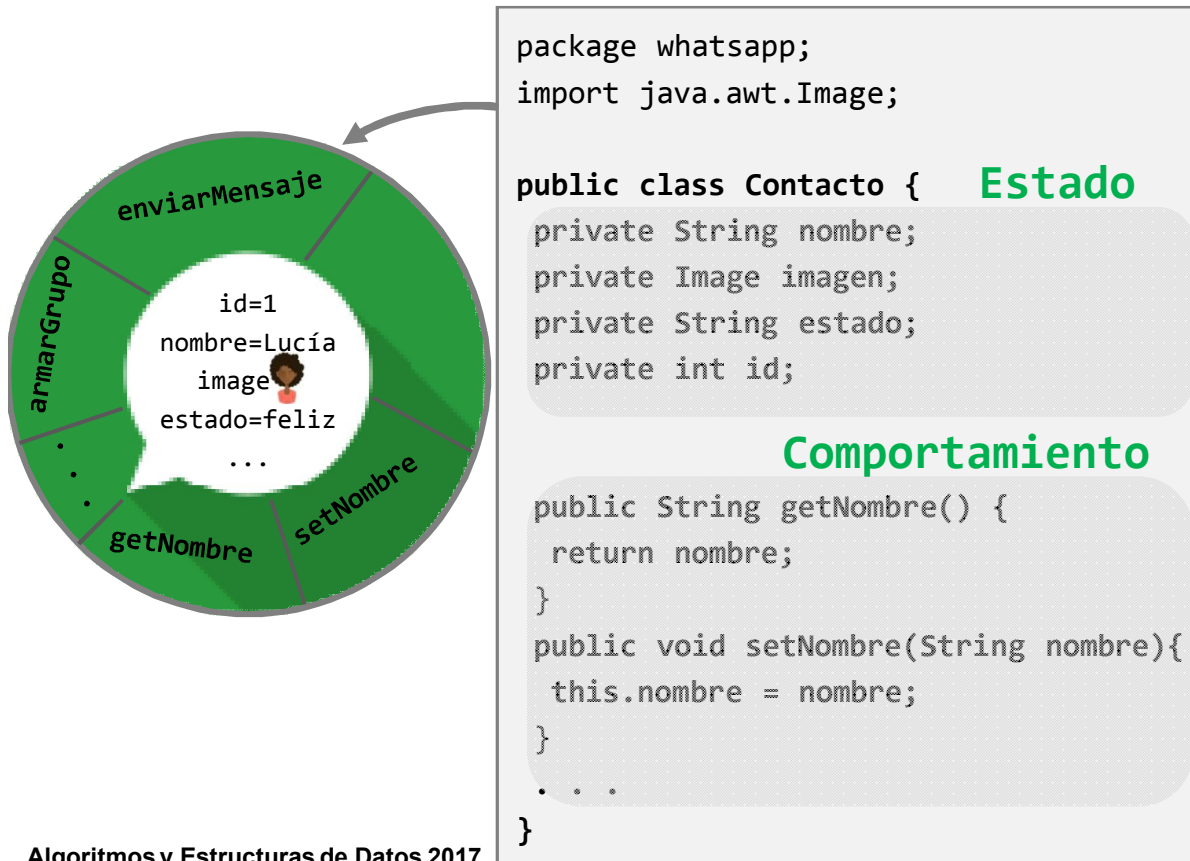 enviarMensaje
armarGrupo
id=1
nombre=Lucía
image
estado=feliz
...
. . .
getNombre
setNombre
package whatsapp;
import java.awt.Image;
public class Contacto { Estado
private String nombre;
private Image imagen;
private String estado;
private int id;
Comportamiento
public String getNombre() {
return nombre;
}
public void setNombre(String nombre){
this.nombre = nombre;
}
. . .
}
Algoritmos y Estructuras de Datos 2017